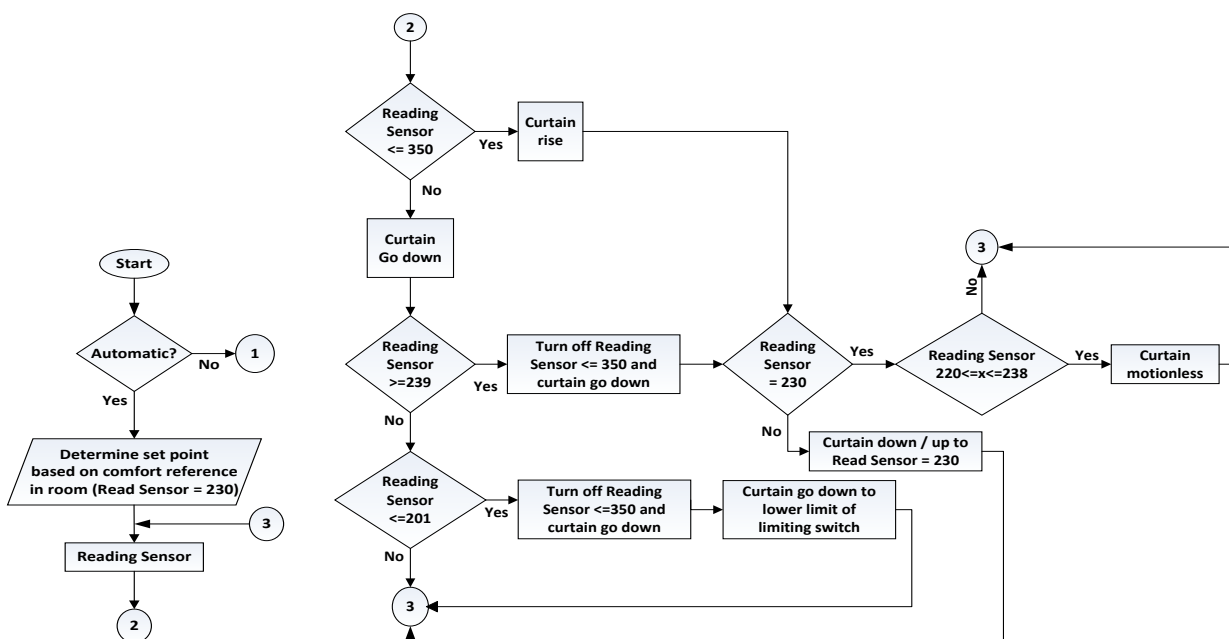 Start
Automatic?
No
1
Yes
Determine set point
based on comfort reference
in room (Read Sensor = 230)
3
Reading Sensor
2
2
Reading
Sensor
<= 350
Yes
Curtain
rise
No
Curtain
Go down
Reading
Sensor
>=239
Yes
Turn off Reading
Sensor <= 350 and
curtain go down
No
Reading
Sensor
<=201
Yes
Turn off Reading
Sensor <=350 and
curtain go down
Curtain go down to
lower limit of
limiting switch
No
3
Reading
Sensor
= 230
Yes
No
Curtain down / up to
Read Sensor = 230
Reading Sensor
220<=x<=238
No
3
Yes
Curtain
motionless